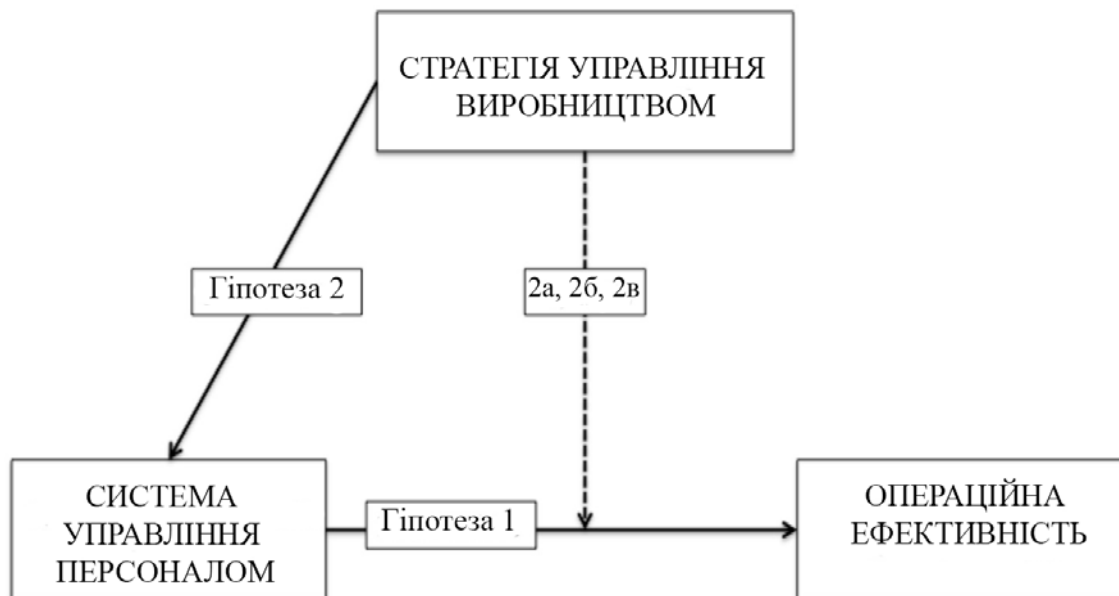 СТРАТЕГІЯ УПРАВЛІННЯ
ВИРОБНИЦТВОМ
Гіпотеза 2
2а, 2б, 2в
СИСТЕМА
УПРАВЛІННЯ
ПЕРСОНАЛОМ
Гіпотеза 1
ОПЕРАЦІЙНА
ЕФЕКТИВНІСТЬ